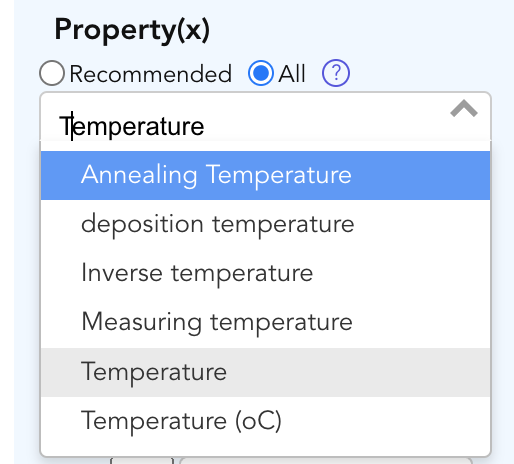 Property(x)
Recommended All ?
Temperature
Annealing Temperature
deposition temperature
Inverse temperature
Measuring temperature
Temperature
Temperature (oC)